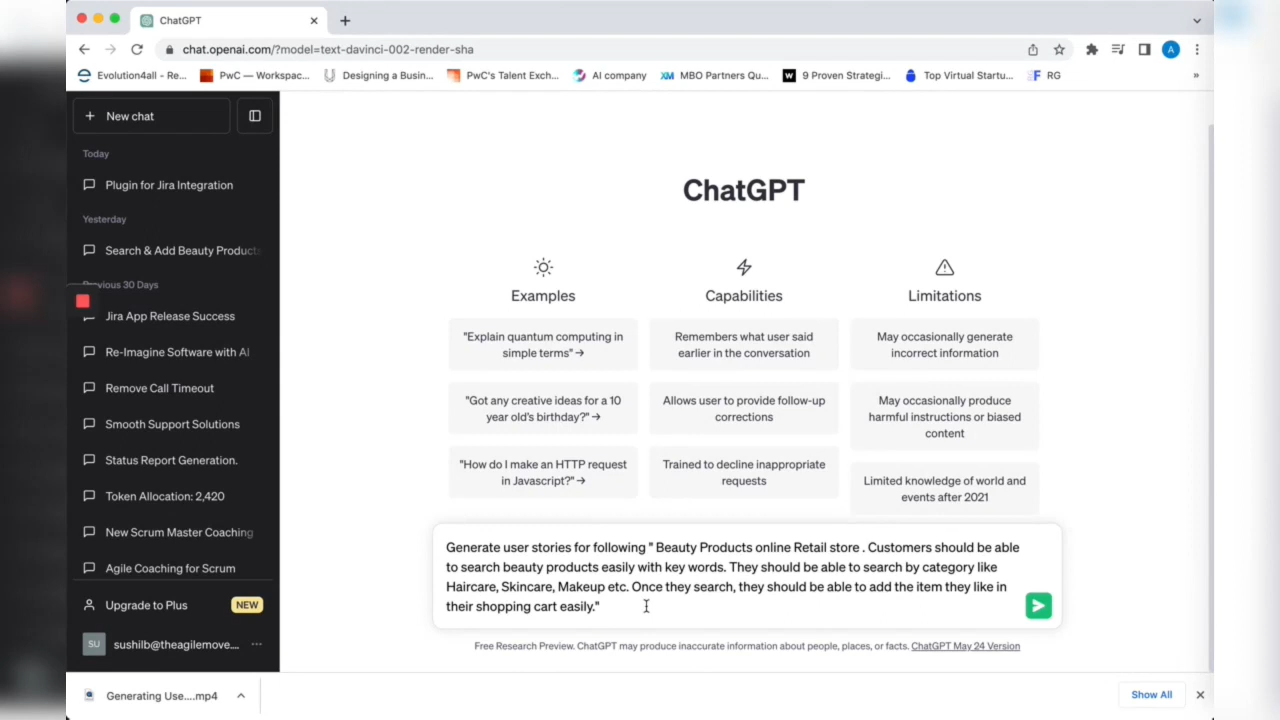 ChatGPT
chat.openai.com/?model=text-davinci-002-render-sha
A
Evolution4all - Re...
PwC — Workspac...
Designing a Busin...
PwC's Talent Exch...
AI company
XM MBO Partners Qu...
W 9 Proven Strategi...
Top Virtual Startu...
F RG
»
+ New chat
Today
Plugin for Jira Integration
Yesterday
Search & Add Beauty Product
Previous 30 Days
Jira App Release Success
Re-Imagine Software with AI
Remove Call Timeout
Smooth Support Solutions
Status Report Generation.
Token Allocation: 2,420
New Scrum Master Coaching
Agile Coaching for Scrum
Upgrade to Plus NEW
SU sushilb@theagilemove....
ChatGPT
Examples
"Explain quantum computing in
simple terms" →
"Got any creative ideas for a 10
year old's birthday?" →
"How do I make an HTTP request
in Javascript?" →
Capabilities
Remembers what user said
earlier in the conversation
Allows user to provide follow-up
corrections
Trained to decline inappropriate
requests
Limitations
May occasionally generate
incorrect information
May occasionally produce
harmful instructions or biased
content
Limited knowledge of world and
events after 2021
Generate user stories for following " Beauty Products online Retail store . Customers should be able
to search beauty products easily with key words. They should be able to search by category like
Haircare, Skincare, Makeup etc. Once they search, they should be able to add the item they like in
their shopping cart easily."
Free Research Preview. ChatGPT may produce inaccurate information about people, places, or facts. ChatGPT May 24 Version
Generating Use....mp4
Show All